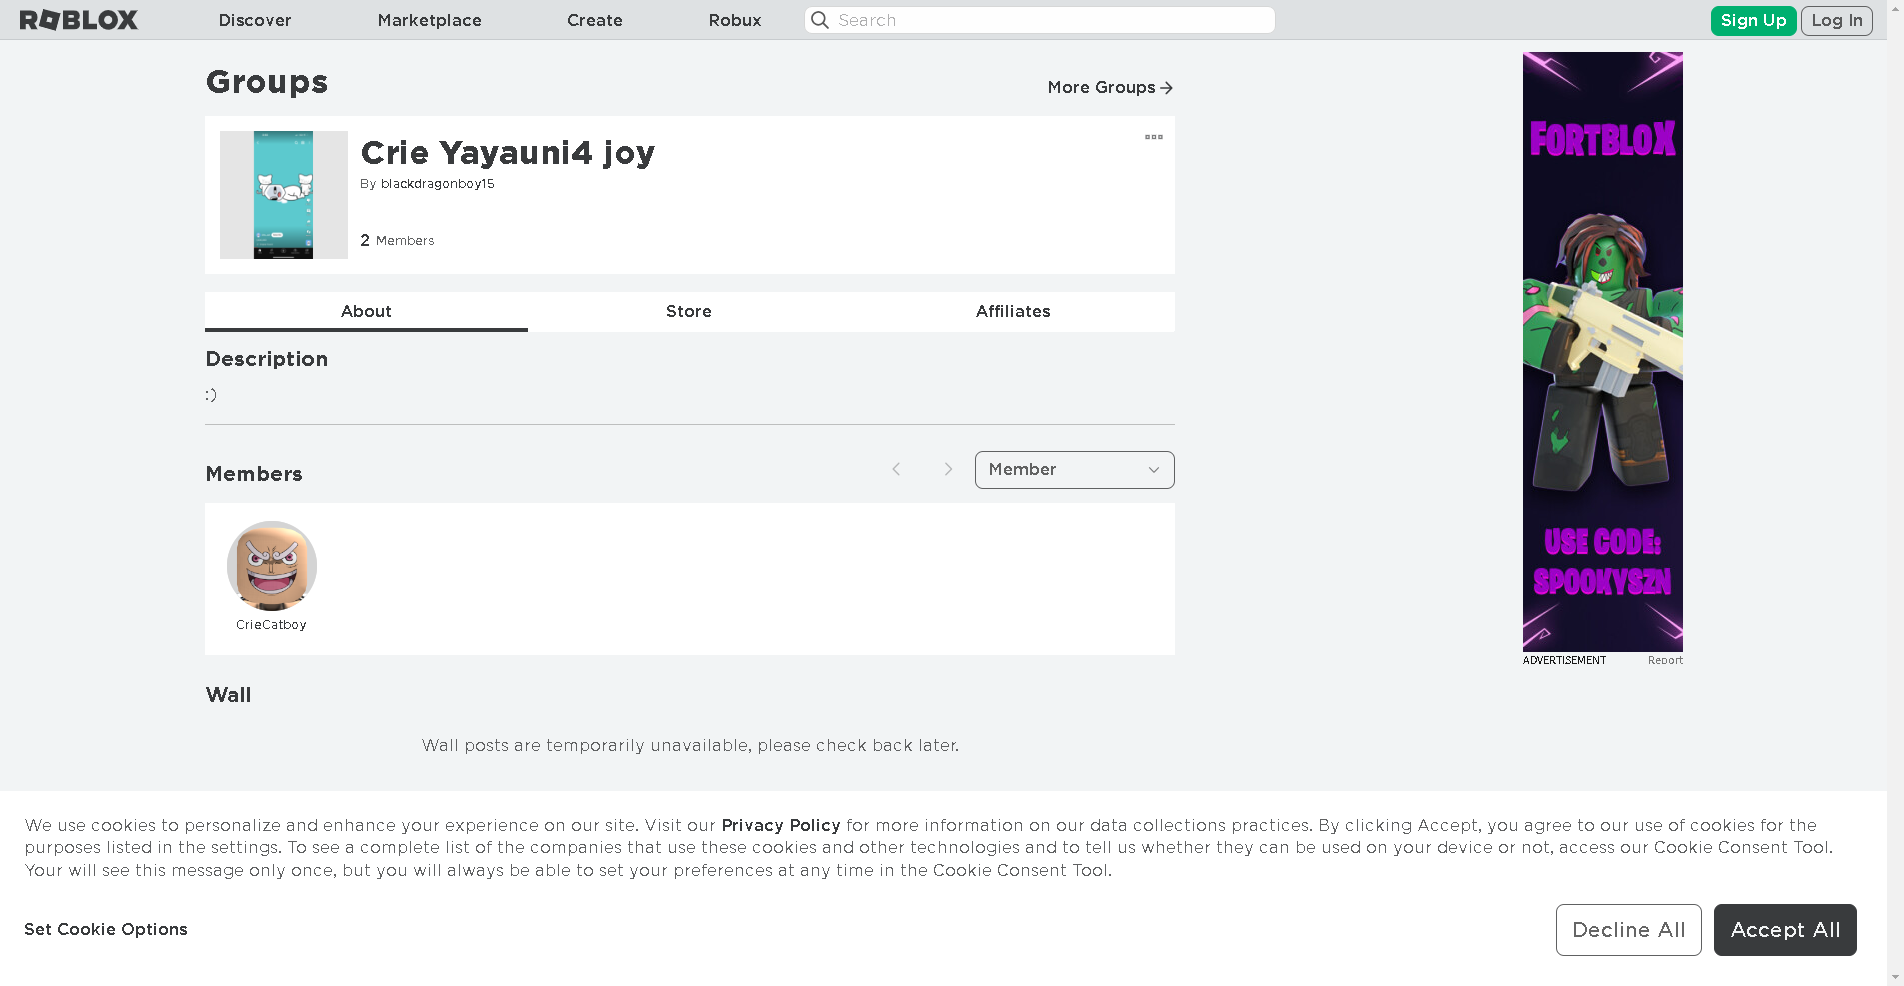 ROBLOX
Discover
Marketplace
Create
Robux
Search
Sign Up
Log In
Groups
More Groups
Crie Yayauni4 joy
By blackdragonboy15
2 Members
About
Store
Affiliates
Description
:)
Members
Member
CrieCatboy
Wall
Wall posts are temporarily unavailable, please check back later.
FORTBLOX
USE CODE:
SPOOKYSZN
ADVERTISEMENT
Report
We use cookies to personalize and enhance your experience on our site. Visit our Privacy Policy for more information on our data collections practices. By clicking Accept, you agree to our use of cookies for the
purposes listed in the settings. To see a complete list of the companies that use these cookies and other technologies and to tell us whether they can be used on your device or not, access our Cookie Consent Tool.
Your will see this message only once, but you will always be able to set your preferences at any time in the Cookie Consent Tool.
Set Cookie Options
Decline All
Accept All